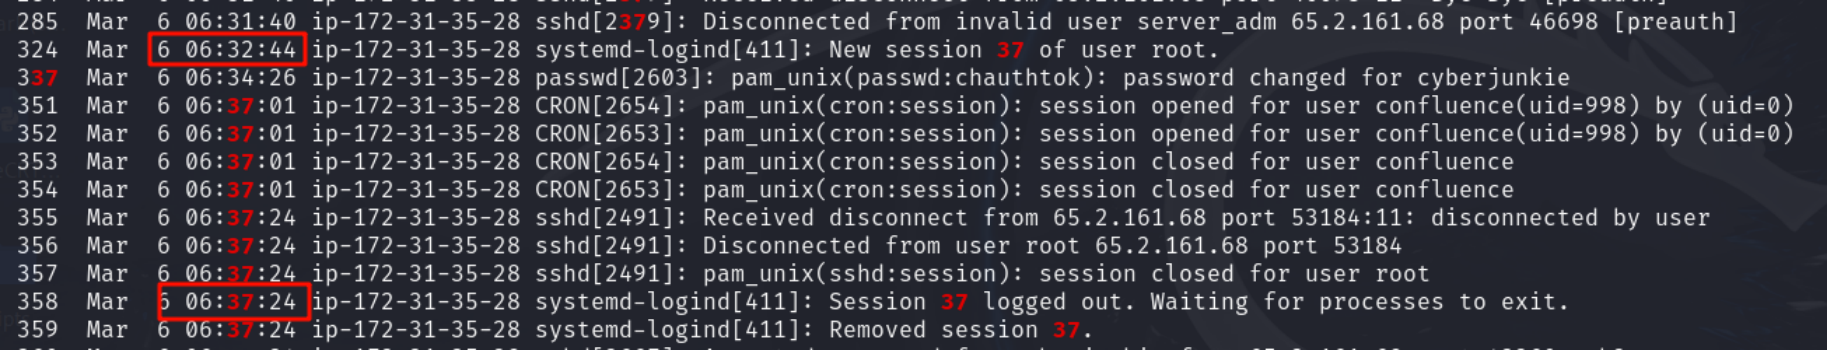 285 Mar 6 06:31:40 ip-172-31-35-28 sshd[2379]: Disconnected from invalid user server_adm 65.2.161.68 port 46698 [preauth]
324 Mar 6 06:32:44 ip-172-31-35-28 systemd-logind[411]: New session 37 of user root.
337 Mar 6 06:34:26 ip-172-31-35-28 passwd[2603]: pam_unix(passwd:chauthtok): password changed for cyberjunkie
351 Mar 6 06:37:01 ip-172-31-35-28 CRON[2654]: pam_unix(cron:session): session opened for user confluence(uid=998) by (uid=0)
352 Mar 6 06:37:01 ip-172-31-35-28 CRON[2653]: pam_unix(cron:session): session opened for user confluence(uid=998) by (uid=0)
353 Mar 6 06:37:01 ip-172-31-35-28 CRON[2654]: pam_unix(cron:session): session closed for user confluence
354 Mar 6 06:37:01 ip-172-31-35-28 CRON[2653]: pam_unix(cron:session): session closed for user confluence
355 Mar 6 06:37:24 ip-172-31-35-28 sshd[2491]: Received disconnect from 65.2.161.68 port 53184:11: disconnected by user
356 Mar 6 06:37:24 ip-172-31-35-28 sshd[2491]: Disconnected from user root 65.2.161.68 port 53184
357 Mar 6 06:37:24 ip-172-31-35-28 sshd[2491]: pam_unix(sshd:session): session closed for user root
358 Mar 6 06:37:24 ip-172-31-35-28 systemd-logind[411]: Session 37 logged out. Waiting for processes to exit.
359 Mar 6 06:37:24 ip-172-31-35-28 systemd-logind[411]: Removed session 37.